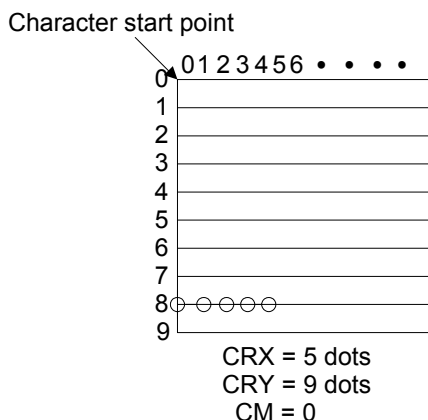 Character start point
0 1 2 3 4 5 6 • • • •
0
1
2
3
4
5
6
7
8
9
CRX = 5 dots
CRY = 9 dots
CM = 0